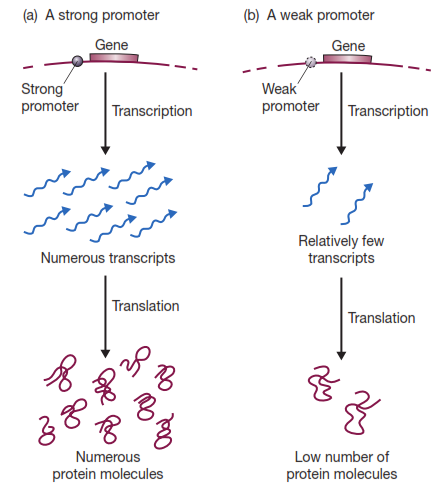 (a) A strong promoter
Gene
Strong
promoter
Transcription
Numerous transcripts
Translation
Numerous
protein molecules
(b) A weak promoter
Gene
Weak
promoter
Transcription
Relatively few
transcripts
Translation
Low number of
protein molecules